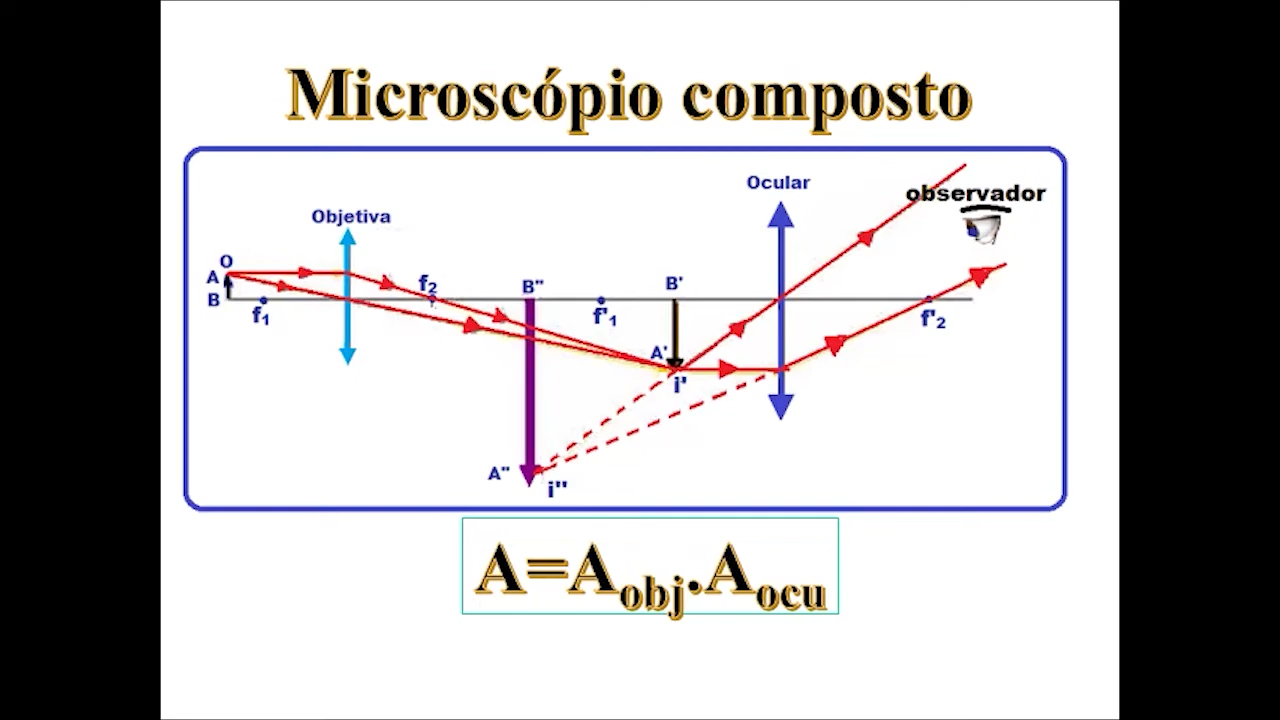 Microscópio composto
Ocular
observador
Objetiva
O
A
B
f1
f2
B"
f'1
B'
A'
i'
f'2
A"
i"
A=Aobj.Aocu